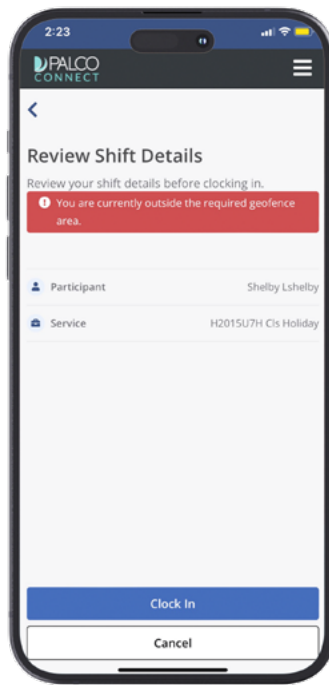 2:23
PALCO
CONNECT
Review Shift Details
Review your shift details before clocking in.
You are currently outside the required geofence
area.
Participant Shelby Lshelby
Service H2015U7H Cls Holiday
Clock In
Cancel